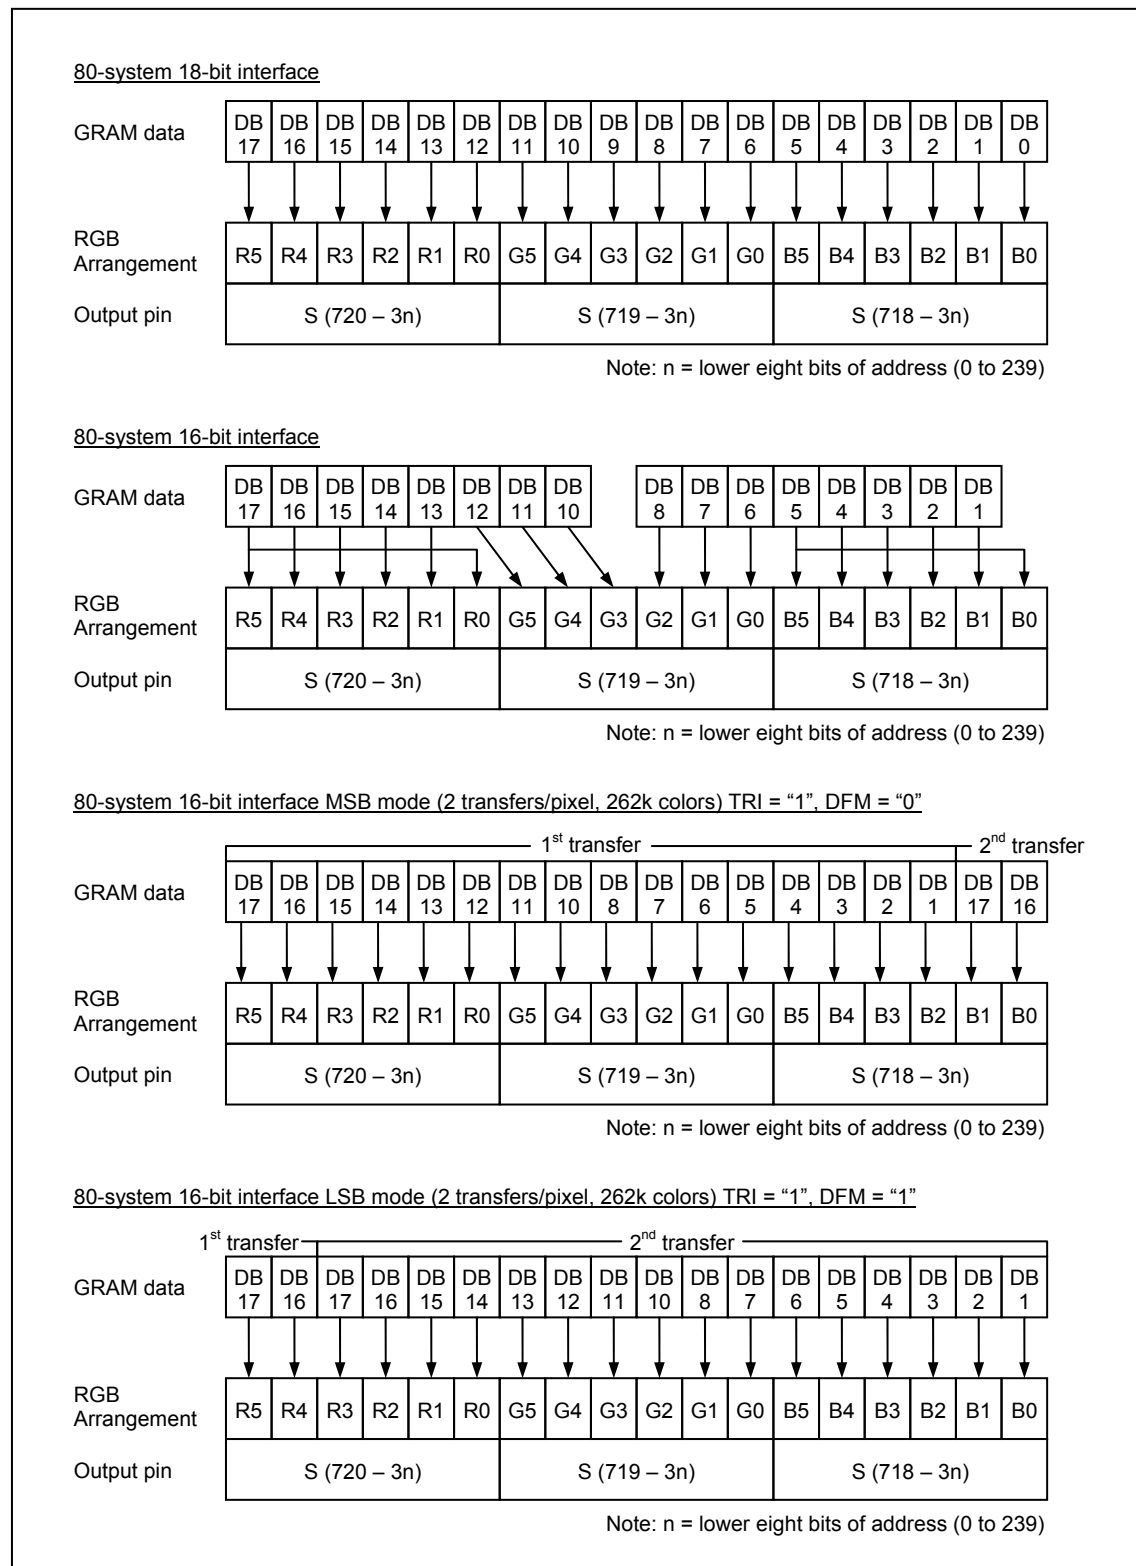 80-system 18-bit interface
GRAM data DB 17 DB 16 DB 15 DB 14 DB 13 DB 12 DB 11 DB 10 DB 9 DB 8 DB 7 DB 6 DB 5 DB 4 DB 3 DB 2 DB 1 DB 0
RGB
Arrangement R5 R4 R3 R2 R1 R0 G5 G4 G3 G2 G1 G0 B5 B4 B3 B2 B1 B0
Output pin S (720 – 3n) S (719 – 3n) S (718 – 3n)
Note: n = lower eight bits of address (0 to 239)
80-system 16-bit interface
GRAM data DB 17 DB 16 DB 15 DB 14 DB 13 DB 12 DB 11 DB 10 DB 8 DB 7 DB 6 DB 5 DB 4 DB 3 DB 2 DB 1
RGB
Arrangement R5 R4 R3 R2 R1 R0 G5 G4 G3 G2 G1 G0 B5 B4 B3 B2 B1 B0
Output pin S (720 – 3n) S (719 – 3n) S (718 – 3n)
Note: n = lower eight bits of address (0 to 239)
80-system 16-bit interface MSB mode (2 transfers/pixel, 262k colors) TRI = “1”, DFM = “0”
1st transfer 2nd transfer
GRAM data DB 17 DB 16 DB 15 DB 14 DB 13 DB 12 DB 11 DB 10 DB 8 DB 7 DB 6 DB 5 DB 4 DB 3 DB 2 DB 1 DB 17 DB 16
RGB
Arrangement R5 R4 R3 R2 R1 R0 G5 G4 G3 G2 G1 G0 B5 B4 B3 B2 B1 B0
Output pin S (720 – 3n) S (719 – 3n) S (718 – 3n)
Note: n = lower eight bits of address (0 to 239)
80-system 16-bit interface LSB mode (2 transfers/pixel, 262k colors) TRI = “1”, DFM = “1”
1st transfer 2nd transfer
GRAM data DB 17 DB 16 DB 17 DB 16 DB 15 DB 14 DB 13 DB 12 DB 11 DB 10 DB 8 DB 7 DB 6 DB 5 DB 4 DB 3 DB 2 DB 1
RGB
Arrangement R5 R4 R3 R2 R1 R0 G5 G4 G3 G2 G1 G0 B5 B4 B3 B2 B1 B0
Output pin S (720 – 3n) S (719 – 3n) S (718 – 3n)
Note: n = lower eight bits of address (0 to 239)